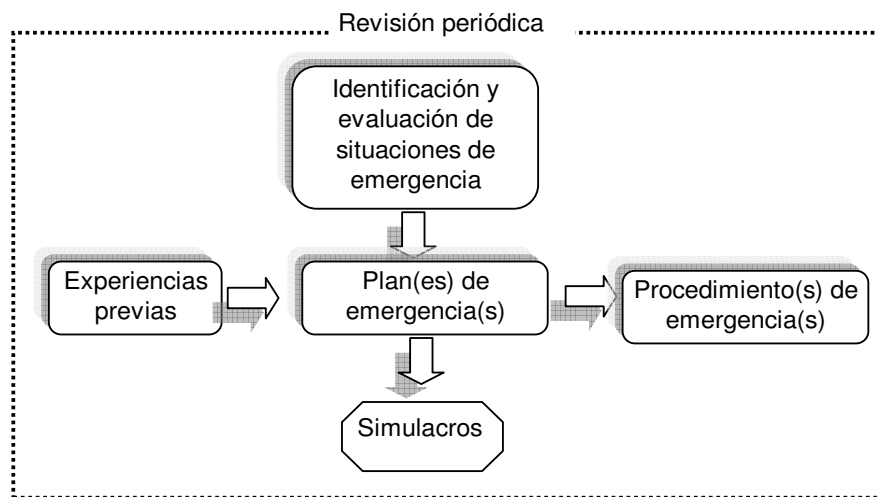 Revisión periódica
Identificación y
evaluación de
situaciones de
emergencia
Experiencias
previas
Plan(es) de
emergencia(s)
Procedimiento(s) de
emergencia(s)
Simulacros